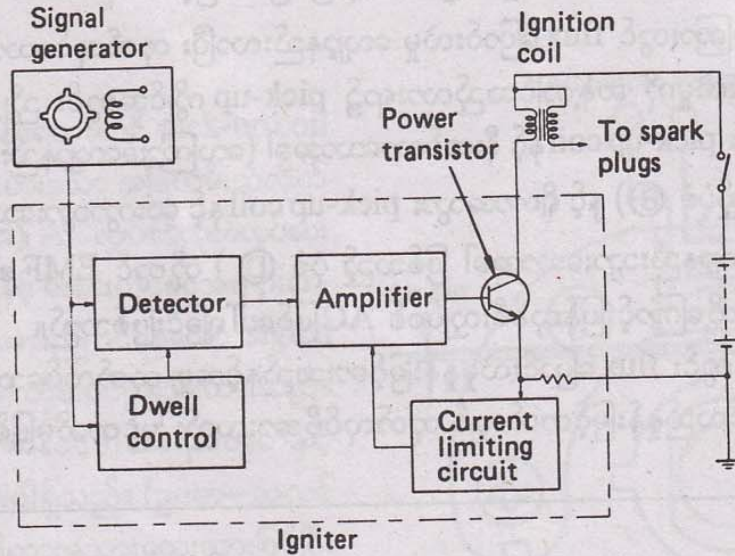 Signal
generator
Ignition
coil
Power
transistor
To spark
plugs
Detector
Amplifier
Dwell
control
Current
limiting
circuit
Igniter